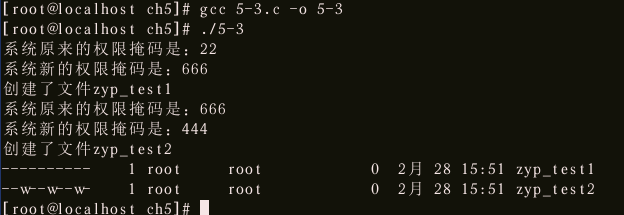 [root@localhost ch5]# gcc 5-3.c -o 5-3
[root@localhost ch5]# ./5-3
系统原来的权限掩码是：22
系统新的权限掩码是：666
创建了文件zyp_test1
系统原来的权限掩码是：666
系统新的权限掩码是：444
创建了文件zyp_test2
---------- 1 root root 0 2月 28 15:51 zyp_test1
--w--w--w- 1 root root 0 2月 28 15:51 zyp_test2
[root@localhost ch5]#